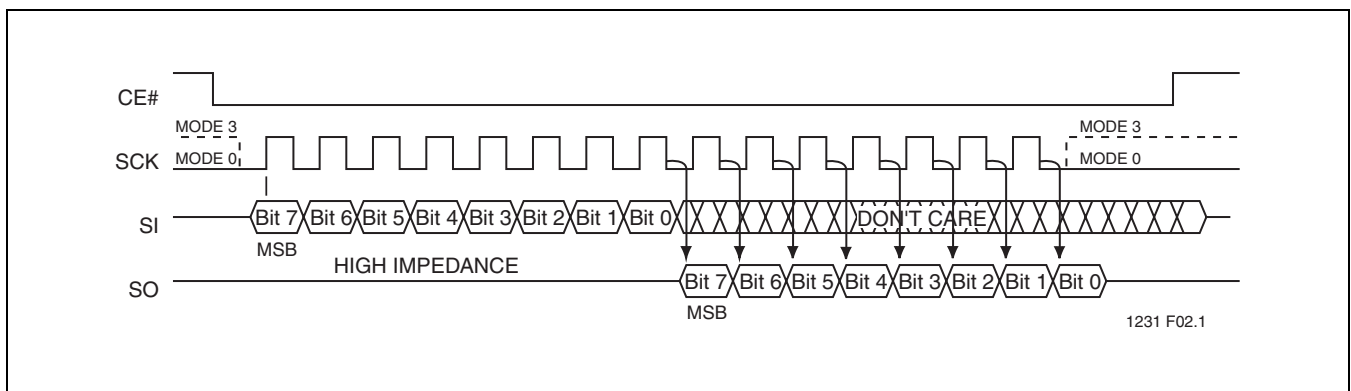 CE#
MODE 3 MODE 3
SCK MODE 0 MODE 0
SI Bit 7 Bit 6 Bit 5 Bit 4 Bit 3 Bit 2 Bit 1 Bit 0 DON'T CARE
MSB
HIGH IMPEDANCE
SO Bit 7 Bit 6 Bit 5 Bit 4 Bit 3 Bit 2 Bit 1 Bit 0
MSB
1231 F02.1